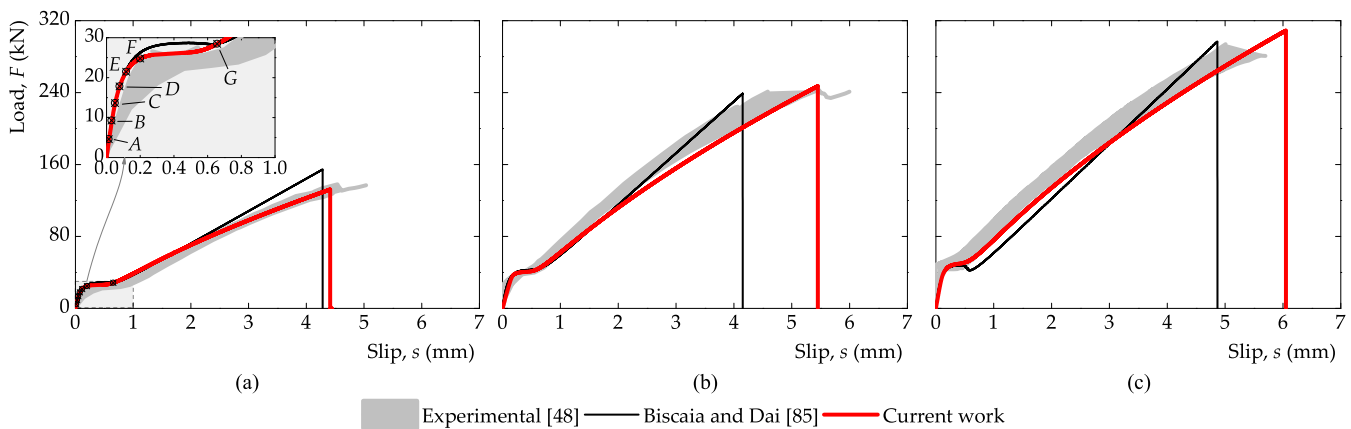 320
240
160
80
0
Load, F (kN)
30
20
10
0
A
B
C
D
E
F
G
0.2 0.4 0.6 0.8 1.0
0 1 2 3 4 5 6 7
Slip, s (mm)
(a)
0 1 2 3 4 5 6 7
Slip, s (mm)
(b)
0 1 2 3 4 5 6 7
Slip, s (mm)
(c)
Experimental [48] Biscaia and Dai [85] Current work